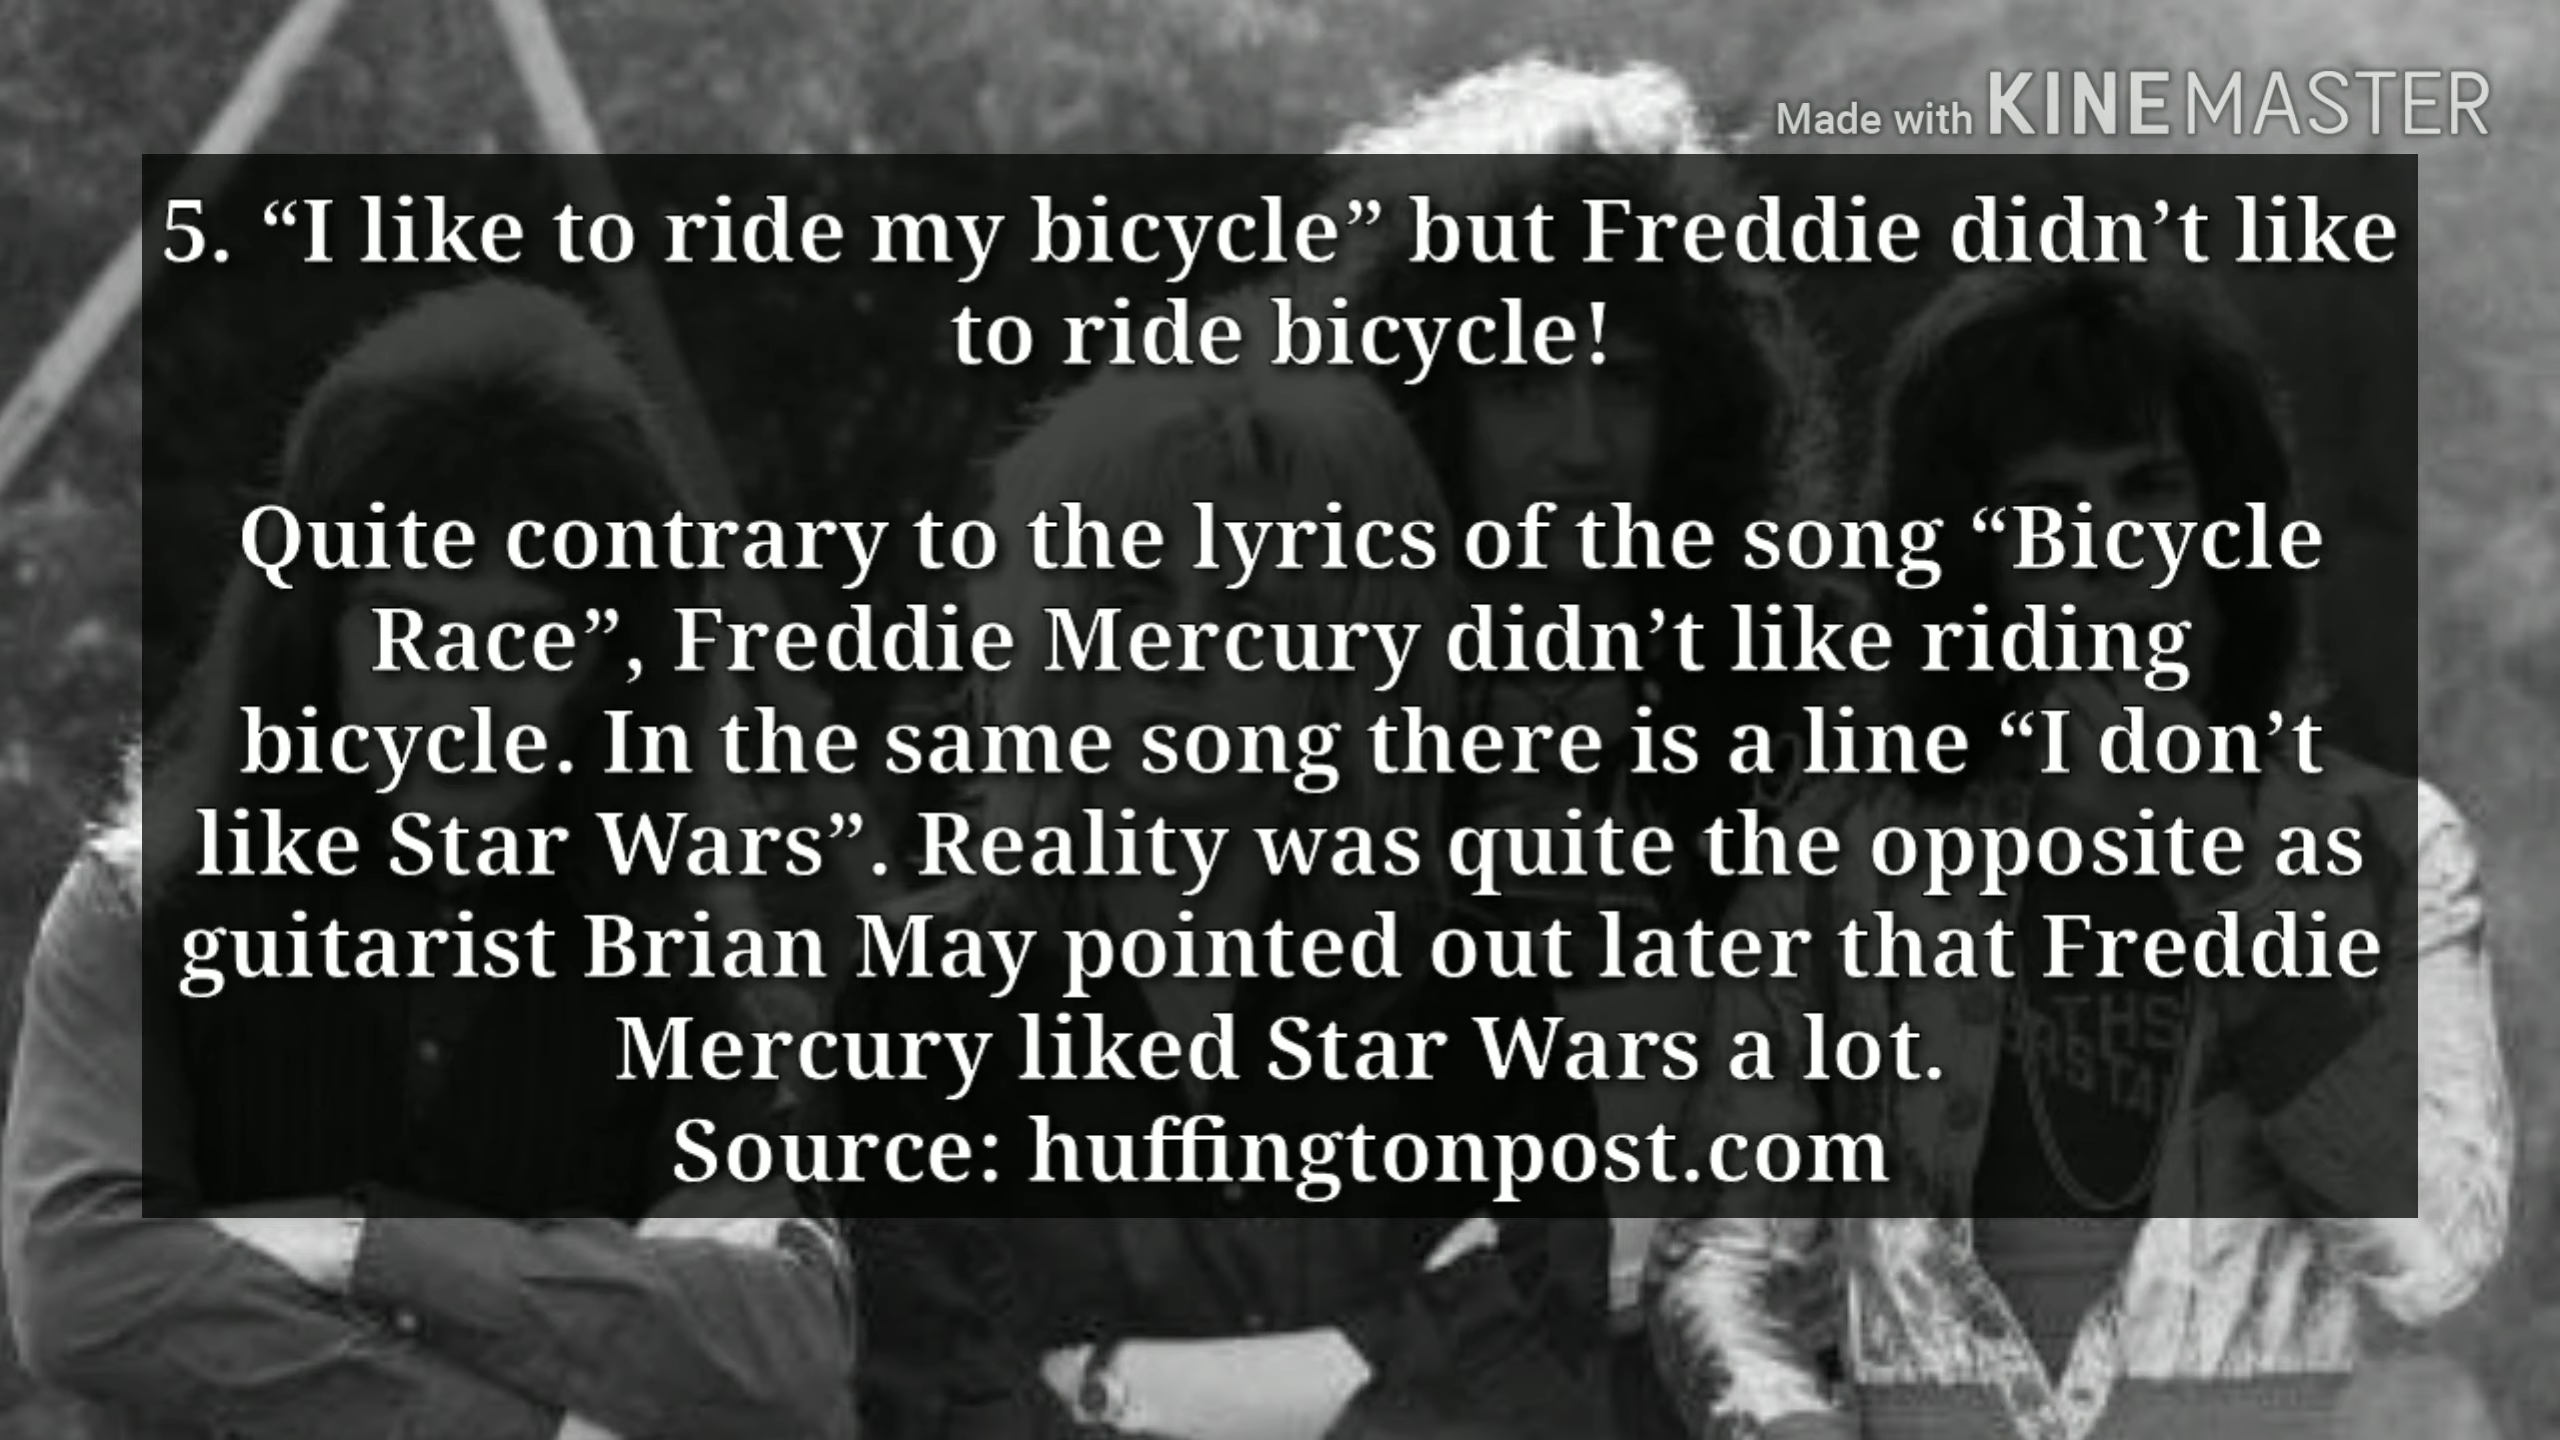 Made with KINEMASTER
5. “I like to ride my bicycle” but Freddie didn’t like
to ride bicycle!
Quite contrary to the lyrics of the song “Bicycle
Race”, Freddie Mercury didn’t like riding
bicycle. In the same song there is a line “I don’t
like Star Wars”. Reality was quite the opposite as
guitarist Brian May pointed out later that Freddie
Mercury liked Star Wars a lot.
Source: huffingtonpost.com